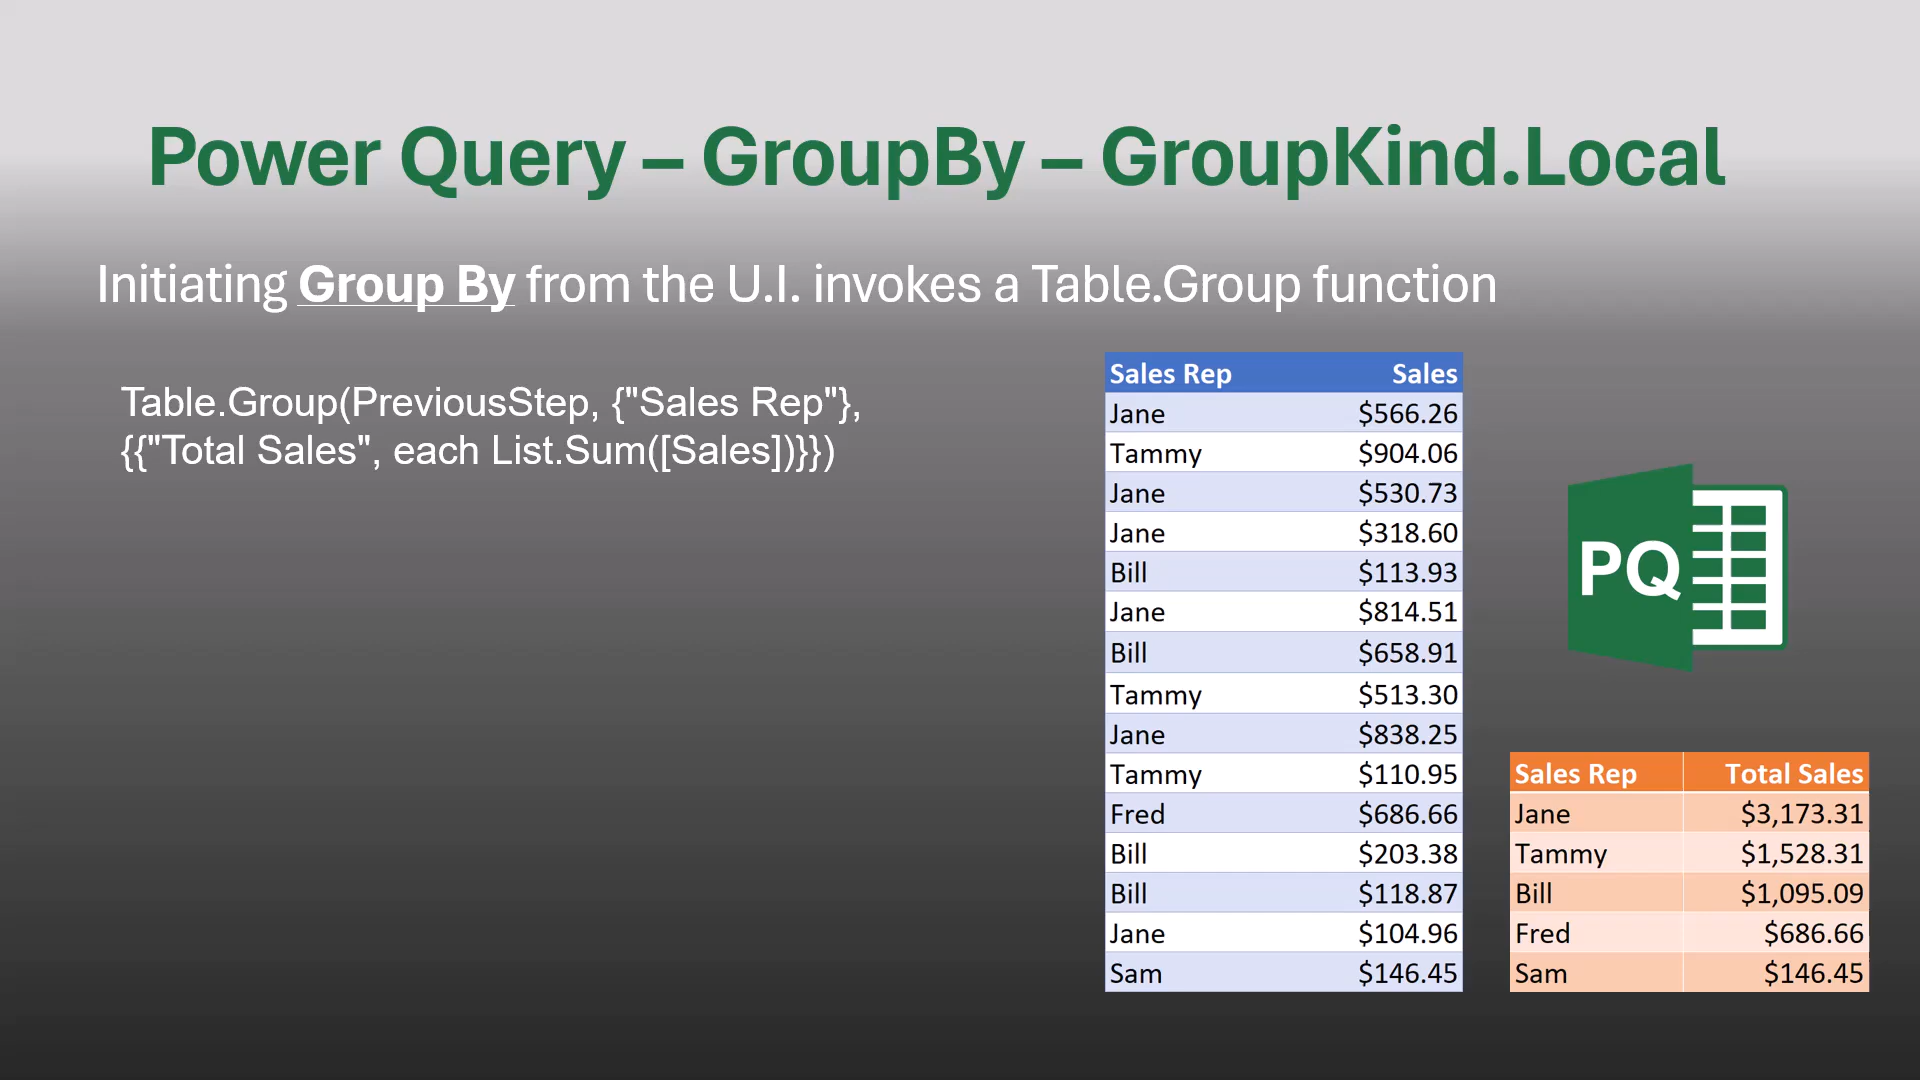 Power Query – GroupBy – GroupKind.Local
Initiating Group By from the U.I. invokes a Table.Group function
Table.Group(PreviousStep, {"Sales Rep"},
{{"Total Sales", each List.Sum([Sales])}})
Sales Rep Sales
Jane $566.26
Tammy $904.06
Jane $530.73
Jane $318.60
Bill $113.93
Jane $814.51
Bill $658.91
Tammy $513.30
Jane $838.25
Tammy $110.95
Fred $686.66
Bill $203.38
Bill $118.87
Jane $104.96
Sam $146.45
PQ
Sales Rep Total Sales
Jane $3,173.31
Tammy $1,528.31
Bill $1,095.09
Fred $686.66
Sam $146.45